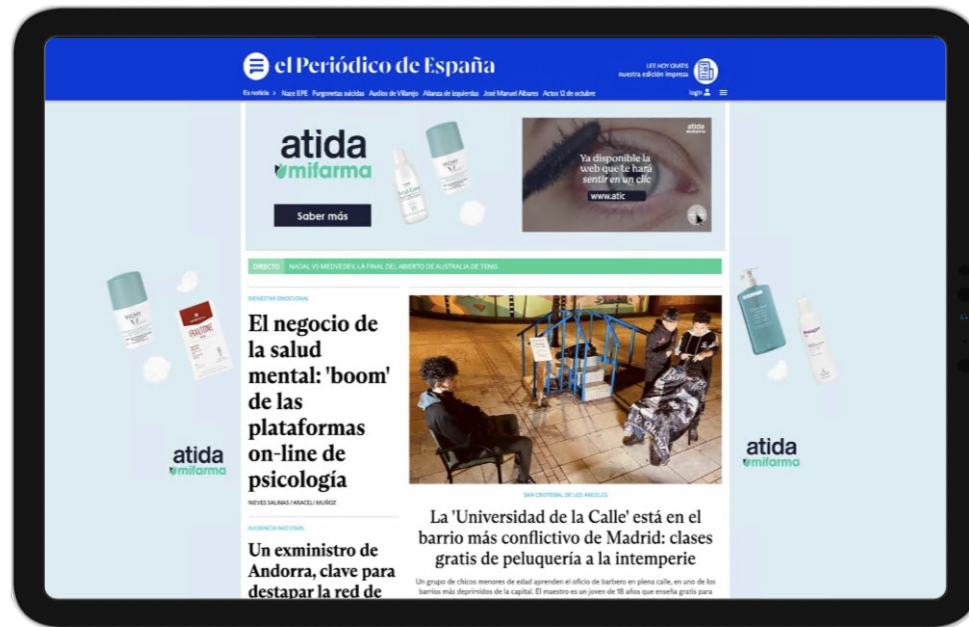 el Periódico de España
LEE HOY GRATIS
nuestra edición impresa
Es noticia > Nace EPE Furgonetas suicidas Audios de Villarejo Alianza de izquierdas José Manuel Albares Actos 12 de octubre
login
atida
mifarma
Saber más
VICHY
atida
mifarma
Ya disponible la
web que te hará
sentir en un clic
www.atic
DIRECTO NADAL VS MEDVEDEV, LA FINAL DEL ABIERTO DE AUSTRALIA DE TENIS
VICHY
atida
mifarma
BIENESTAR EMOCIONAL
El negocio de
la salud
mental: 'boom'
de las
plataformas
on-line de
psicología
NIEVES SALINAS / ARACELI MUÑOZ
AUDIENCIA NACIONAL
Un exministro de
Andorra, clave para
destapar la red de
SAN CRISTÓBAL DE LOS ÁNGELES
La 'Universidad de la Calle' está en el
barrio más conflictivo de Madrid: clases
gratis de peluquería a la intemperie
Un grupo de chicos menores de edad aprenden el oficio de barbero en plena calle, en uno de los
barrios más deprimidos de la capital. El maestro es un joven de 18 años que enseña gratis para
atida
mifarma